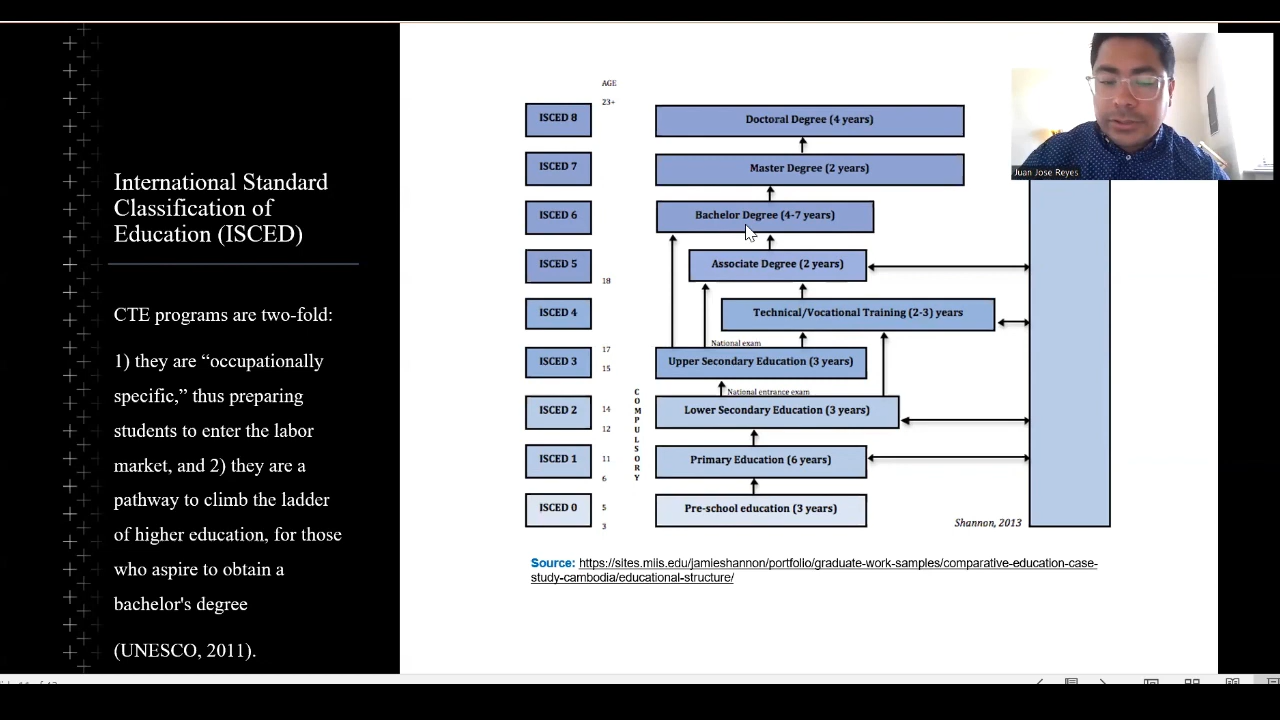 International Standard
Classification of
Education (ISCED)
CTE programs are two-fold:
1) they are “occupationally
specific,” thus preparing
students to enter the labor
market, and 2) they are a
pathway to climb the ladder
of higher education, for those
who aspire to obtain a
bachelor's degree
(UNESCO, 2011).
AGE
23+
ISCED 8
Doctoral Degree (4 years)
ISCED 7
Master Degree (2 years)
ISCED 6
Bachelor Degree (4-7 years)
ISCED 5
Associate Degree (2 years)
18
ISCED 4
Technical/Vocational Training (2-3) years
National exam
17
ISCED 3
Upper Secondary Education (3 years)
15
National entrance exam
COMPULSORY
ISCED 2
14
Lower Secondary Education (3 years)
12
ISCED 1
11
Primary Education (6 years)
6
ISCED 0
5
Pre-school education (3 years)
3
Shannon, 2013
Source: https://sites.miis.edu/jamieshannon/portfolio/graduate-work-samples/comparative-education-case-
study-cambodia/educational-structure/
Juan Jose Reyes